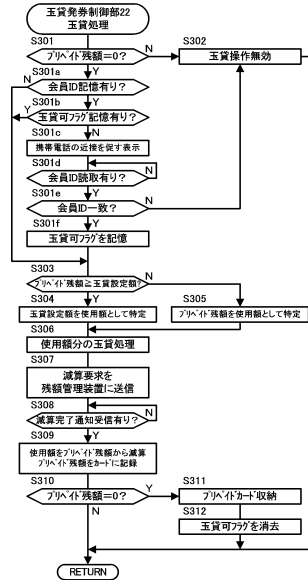 玉貸発券制御部22
玉貸処理
S301
プリペイド残額=0?
N
Y
S302
玉貸操作無効
S301a
会員ID記憶有り?
N
Y
S301b
玉貸可フラグ記憶有り?
Y
N
S301c
携帯電話の近接を促す表示
S301d
会員ID読取有り?
N
Y
S301e
会員ID一致?
N
Y
S301f
玉貸可フラグを記憶
S303
プリペイド残額≧玉貸設定額?
N
Y
S304
玉貸設定額を使用額として特定
S305
プリペイド残額を使用額として特定
S306
使用額分の玉貸処理
S307
減算要求を
残額管理装置に送信
S308
減算完了通知受信有り?
N
Y
S309
使用額をプリペイド残額から減算
プリペイド残額をカードに記録
S310
プリペイド残額=0?
Y
N
S311
プリペイドカード収納
S312
玉貸可フラグを消去
RETURN